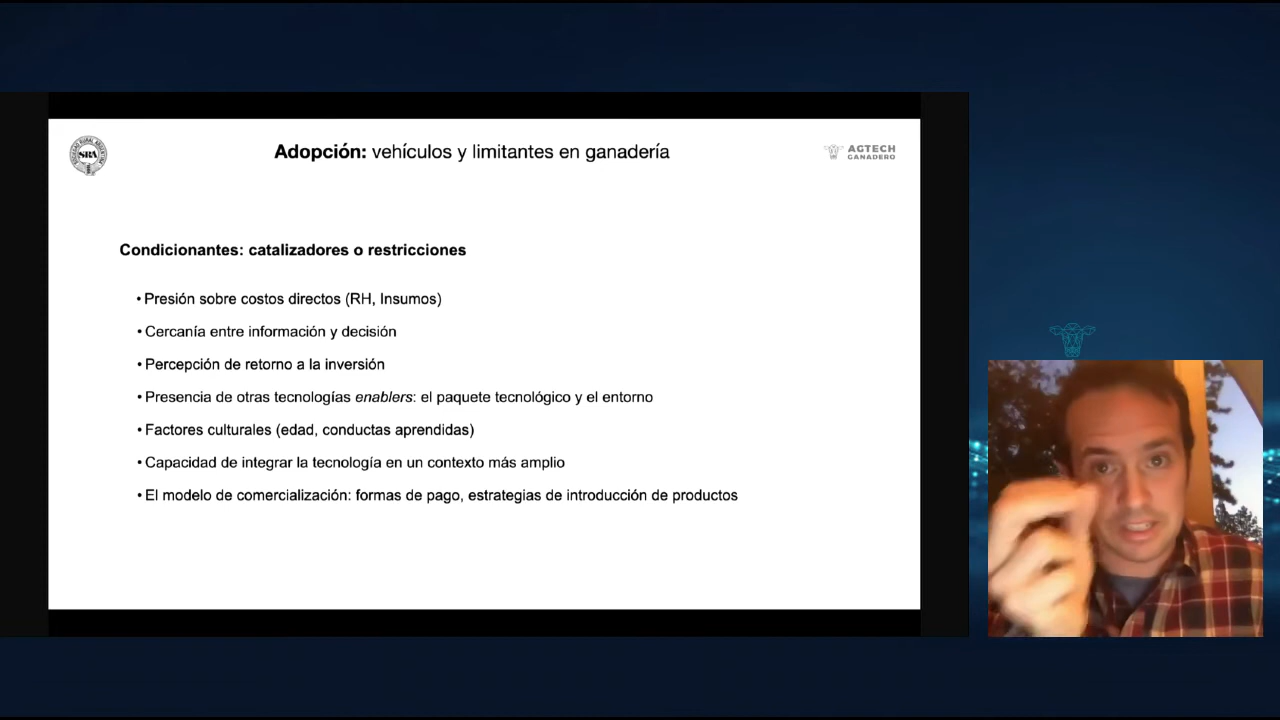 SRA
Adopción: vehículos y limitantes en ganadería
AGTECH
GANADERO
Condicionantes: catalizadores o restricciones
• Presión sobre costos directos (RH, Insumos)
• Cercanía entre información y decisión
• Percepción de retorno a la inversión
• Presencia de otras tecnologías enablers: el paquete tecnológico y el entorno
• Factores culturales (edad, conductas aprendidas)
• Capacidad de integrar la tecnología en un contexto más amplio
• El modelo de comercialización: formas de pago, estrategias de introducción de productos